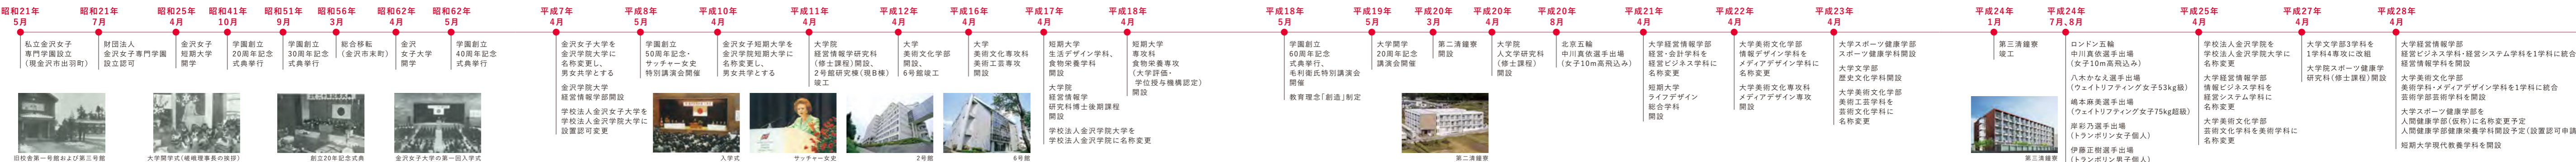 昭和21年
5月
私立金沢女子
専門学園設立
(現金沢市出羽町)
昭和21年
7月
財団法人
金沢女子専門学園
設立認可
昭和25年
4月
金沢女子
短期大学
開学
昭和41年
10月
学園創立
20周年記念
式典挙行
昭和51年
9月
学園創立
30周年記念
式典挙行
昭和56年
3月
総合移転
(金沢市末町)
昭和62年
4月
金沢
女子大学
開学
昭和62年
5月
学園創立
40周年記念
式典挙行
旧校舎第一号館および第三号館
大学開学式(嵯峨理事長の挨拶)
創立20年記念式典
金沢女子大学の第一回入学式
平成7年
4月
金沢女子大学を
金沢学院大学に
名称変更し、
男女共学とする
金沢学院大学
経営情報学部開設
学校法人金沢女子大学を
学校法人金沢学院大学に
設置認可変更
平成8年
5月
学園創立
50周年記念・
サッチャー女史
特別講演会開催
平成10年
4月
金沢女子短期大学を
金沢学院短期大学に
名称変更し、
男女共学とする
平成11年
4月
大学院
経営情報学研究科
(修士課程)開設、
2号館研究棟(現B棟)
竣工
平成12年
4月
大学
美術文化学部
開設、
6号館竣工
平成16年
4月
大学
美術文化専攻科
美術工芸専攻
開設
入学式
サッチャー女史
2号館
6号館
平成17年
4月
短期大学
生活デザイン学科、
食物栄養学科
開設
大学院
経営情報学
研究科博士後期課程
開設
学校法人金沢学院大学を
学校法人金沢学院に名称変更
平成18年
4月
短期大学
専攻科
食物栄養専攻
(大学評価・
学位授与機構認定)
開設
平成18年
5月
学園創立
60周年記念
式典挙行、
毛利衛氏特別講演会
開催
教育理念「創造」制定
平成19年
5月
大学開学
20周年記念
講演会開催
平成20年
3月
第二清鐘寮
開設
平成20年
4月
大学院
人文学研究科
(修士課程)
開設
平成20年
8月
北京五輪
中川真依選手出場
(女子10m高飛込み)
第二清鐘寮
平成21年
4月
大学経営情報学部
経営・会計学科を
経営ビジネス学科に
名称変更
短期大学
ライフデザイン
総合学科
開設
平成22年
4月
大学美術文化学部
情報デザイン学科を
メディアデザイン学科に
名称変更
大学美術文化専攻科
メディアデザイン専攻
開設
平成23年
4月
大学スポーツ健康学部
スポーツ健康学科開設
大学文学部
歴史文化学科開設
大学美術文化学部
美術工芸学科を
芸術文化学科に
名称変更
平成24年
1月
第三清鐘寮
竣工
第三清鐘寮
平成24年
7月、8月
ロンドン五輪
中川真依選手出場
(女子10m高飛込み)
八木かなえ選手出場
(ウェイトリフティング女子53kg級)
嶋本麻美選手出場
(ウェイトリフティング女子75kg超級)
岸彩乃選手出場
(トランポリン女子個人)
伊藤正樹選手出場
(トランポリン男子個人)
平成25年
4月
学校法人金沢学院を
学校法人金沢学院大学に
名称変更
大学経営情報学部
情報ビジネス学科を
経営システム学科に
名称変更
大学美術文化学部
芸術文化学科を美術学科に
名称変更
平成27年
4月
大学文学部3学科を
1学科4専攻に改組
大学院スポーツ健康学
研究科(修士課程)開設
平成28年
4月
大学経営情報学部
経営ビジネス学科・経営システム学科を1学科に統合
経営情報学科を開設
大学美術文化学部
美術学科・メディアデザイン学科を1学科に統合
芸術学部芸術学科を開設
大学スポーツ健康学部を
人間健康学部(仮称)に名称変更予定
人間健康学部健康栄養学科開設予定(設置認可申請
短期大学現代教養学科を開設